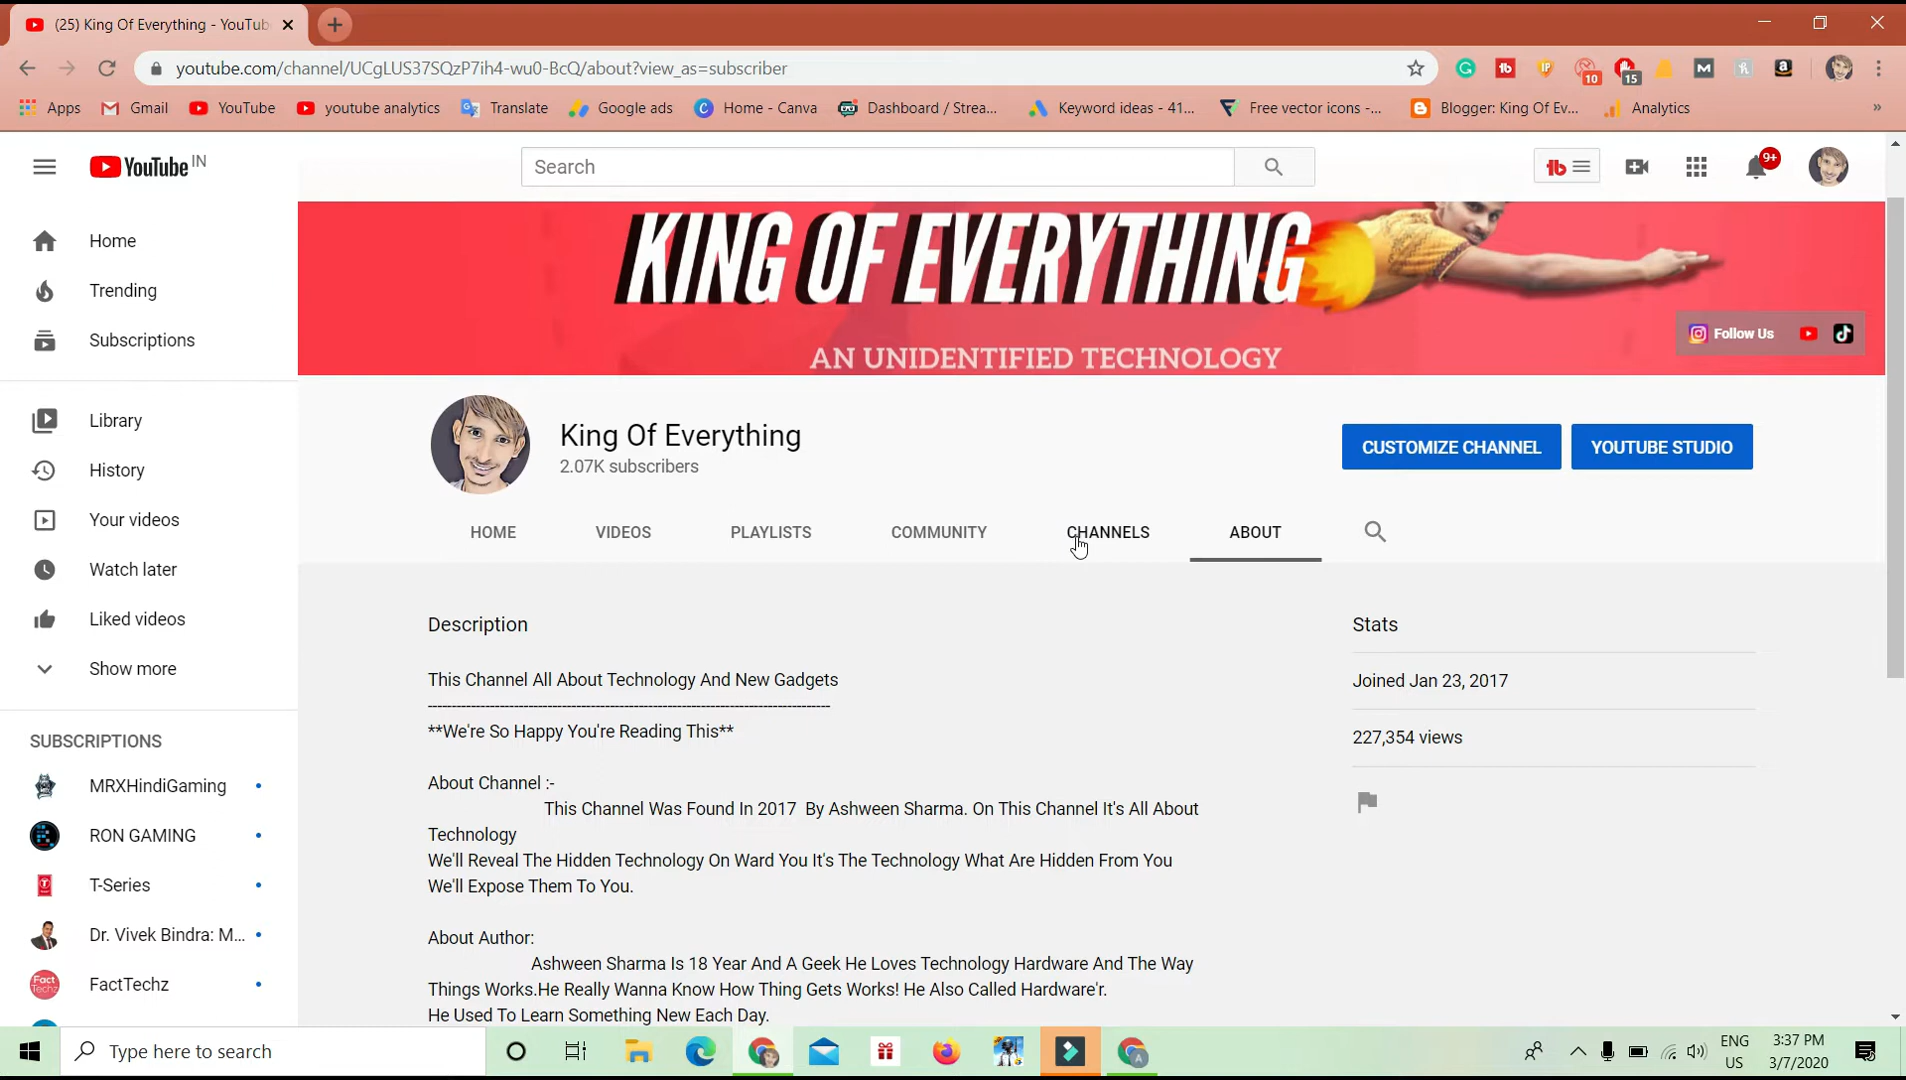 (25) King Of Everything - YouTub
youtube.com/channel/UCgLUS37SQzP7ih4-wu0-BcQ/about?view_as=subscriber
10
15
Apps
Gmail
YouTube
youtube analytics
Translate
Google ads
Home - Canva
Dashboard / Strea...
Keyword ideas - 41...
Free vector icons -...
Blogger: King Of Ev...
Analytics
YouTube IN
Search
9+
Home
Trending
Subscriptions
Library
History
Your videos
Watch later
Liked videos
Show more
SUBSCRIPTIONS
MRXHindiGaming
RON GAMING
T-Series
Dr. Vivek Bindra: M...
FactTechz
KING OF EVERYTHING
AN UNIDENTIFIED TECHNOLOGY
Follow Us
King Of Everything
2.07K subscribers
CUSTOMIZE CHANNEL
YOUTUBE STUDIO
HOME
VIDEOS
PLAYLISTS
COMMUNITY
CHANNELS
ABOUT
Description
This Channel All About Technology And New Gadgets
--------------------------------------------------------------------------------
**We're So Happy You're Reading This**
About Channel :-
This Channel Was Found In 2017 By Ashween Sharma. On This Channel It's All About
Technology
We'll Reveal The Hidden Technology On Ward You It's The Technology What Are Hidden From You
We'll Expose Them To You.
About Author:
Ashween Sharma Is 18 Year And A Geek He Loves Technology Hardware And The Way
Things Works.He Really Wanna Know How Thing Gets Works! He Also Called Hardware'r.
He Used To Learn Something New Each Day.
Stats
Joined Jan 23, 2017
227,354 views
Type here to search
ENG
US
3:37 PM
3/7/2020